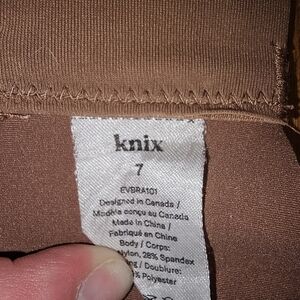 knix
7
EVBRA101
Designed in Canada /
Modèle conçu au Canada
Made in China /
Fabriqué en Chine
Body / Corps:
Nylon, 28% Spandex
/ Doublure:
Polyester